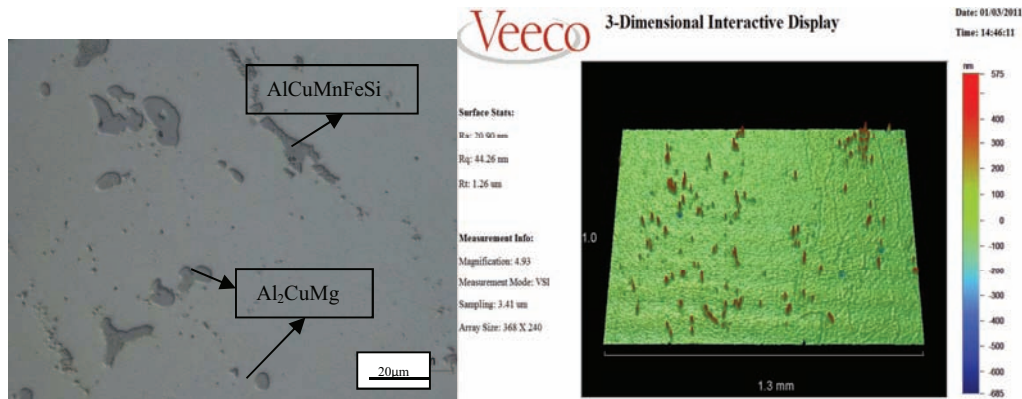 AlCuMnFeSi
Al₂CuMg
20μm
Veeco
3-Dimensional Interactive Display
Date: 01/03/2011
Time: 14:46:11
Surface Stats:
Ra: 20.90 nm
Rq: 44.26 nm
Rt: 1.26 um
Measurement Info:
Magnification: 4.93
Measurement Mode: VSI
Sampling: 3.41 um
Array Size: 368 X 240
1.0
1.3 mm
nm
575
400
300
200
100
0
-100
-200
-300
-400
-500
-685